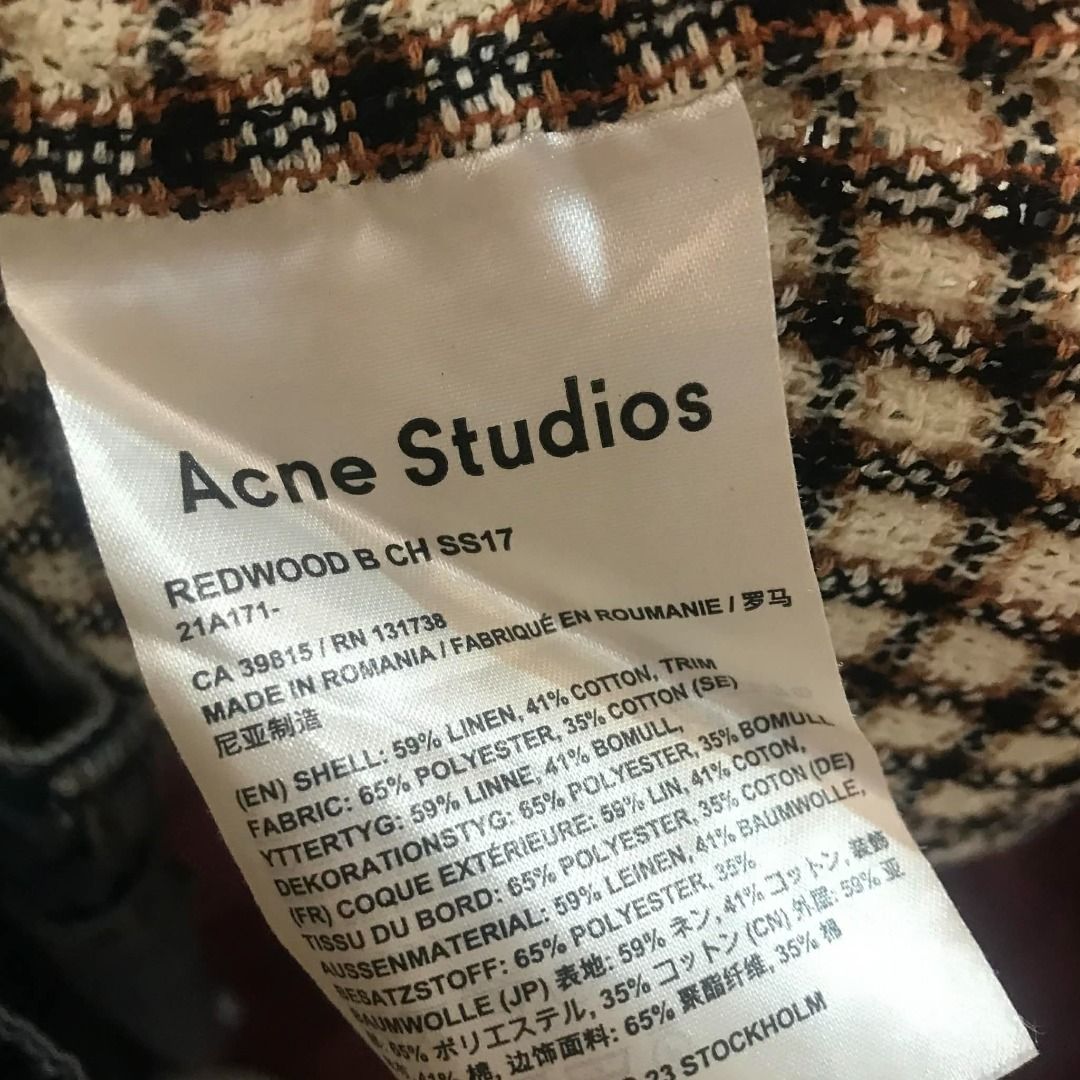 Acne Studios
REDWOOD B CH SS17
21A171-
CA 39815 / RN 131738
MADE IN ROMANIA / FABRIQUÉ EN ROUMANIE / 罗马
尼亚制造
(EN) SHELL: 59% LINEN, 41% COTTON, TRIM
FABRIC: 65% POLYESTER, 35% COTTON (SE)
YTTERTYG: 59% LINNE, 41% BOMULL,
DEKORATIONSTYG: 65% POLYESTER, 35% BOMULL
(FR) COQUE EXTÉRIEURE: 59% LIN, 41% COTON,
TISSU DU BORD: 65% POLYESTER, 35% COTON (DE)
AUSSENMATERIAL: 59% LEINEN, 41% BAUMWOLLE,
BESATZSTOFF: 65% POLYESTER, 35%
BAUMWOLLE (JP) 表地: 59% ネン, 41% コットン, 装飾
65% ポリエステル, 35% コットン (CN) 外层: 59% 亚
41% 棉, 边饰面料: 65% 聚酯纤维, 35% 棉
23 STOCKHOLM